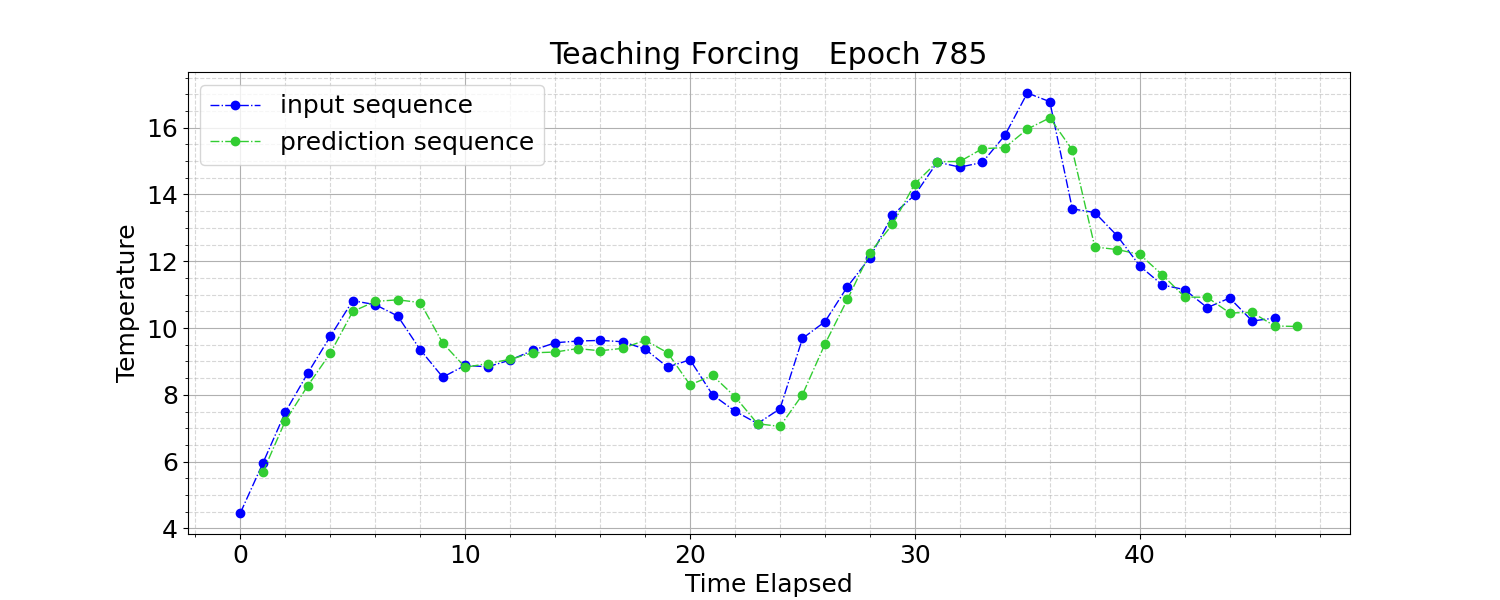 Teaching Forcing   Epoch 785
input sequence
prediction sequence
16
14
12
10
8
6
4
Temperature
0 10 20 30 40
Time Elapsed